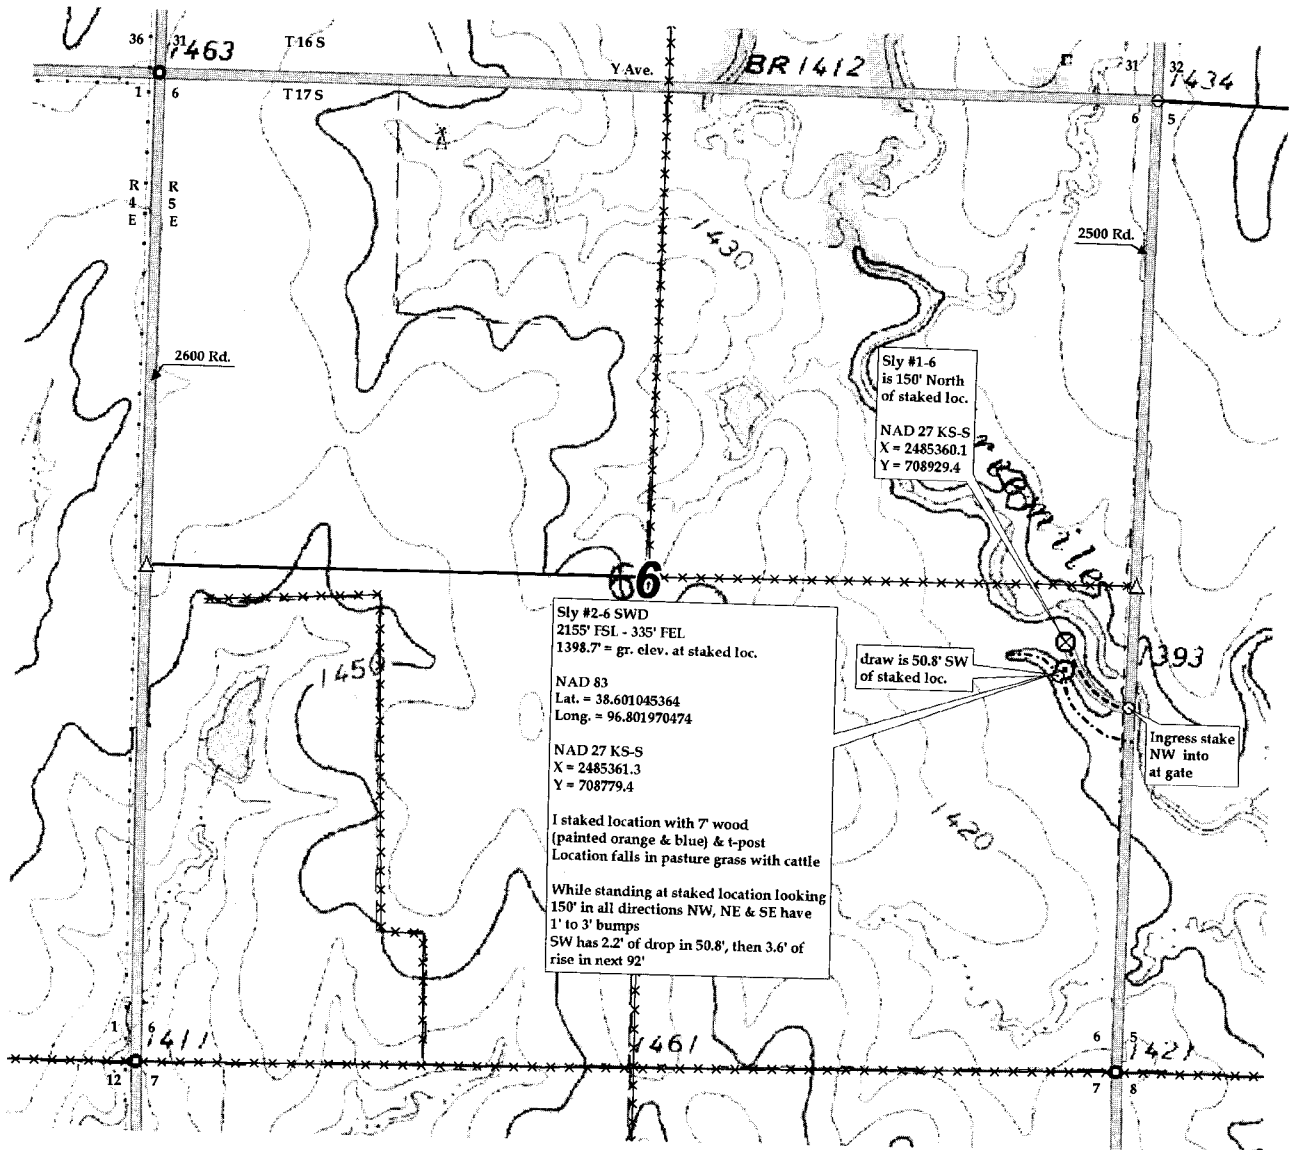 36 31
1463
T 16 S
Y Ave.
BR 1412
31 32
1434
1 6
T 17 S
6 5
R
4
E
R
5
E
1430
2500 Rd.
2600 Rd.
Sly #1-6
is 150' North
of staked loc.
NAD 27 KS-S
X = 2485360.1
Y = 708929.4
mile
6
Sly #2-6 SWD
2155' FSL - 335' FEL
1398.7' = gr. elev. at staked loc.
NAD 83
Lat. = 38.601045364
Long. = 96.801970474
NAD 27 KS-S
X = 2485361.3
Y = 708779.4
I staked location with 7' wood
(painted orange & blue) & t-post
Location falls in pasture grass with cattle
While standing at staked location looking
150' in all directions NW, NE & SE have
1' to 3' bumps
SW has 2.2' of drop in 50.8', then 3.6' of
rise in next 92'
draw is 50.8' SW
of staked loc.
1393
1450
Ingress stake
NW into
at gate
1420
1 6
1411
1461
6 5
1421
12 7
7 8